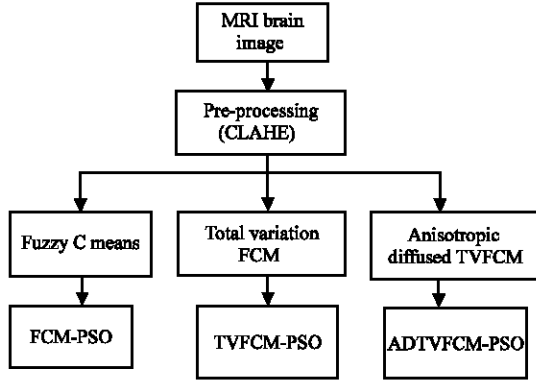 MRI brain
image
Pre-processing
(CLAHE)
Fuzzy C means
Total variation
FCM
Anisotropic
diffused TVFCM
FCM-PSO
TVFCM-PSO
ADTVFCM-PSO